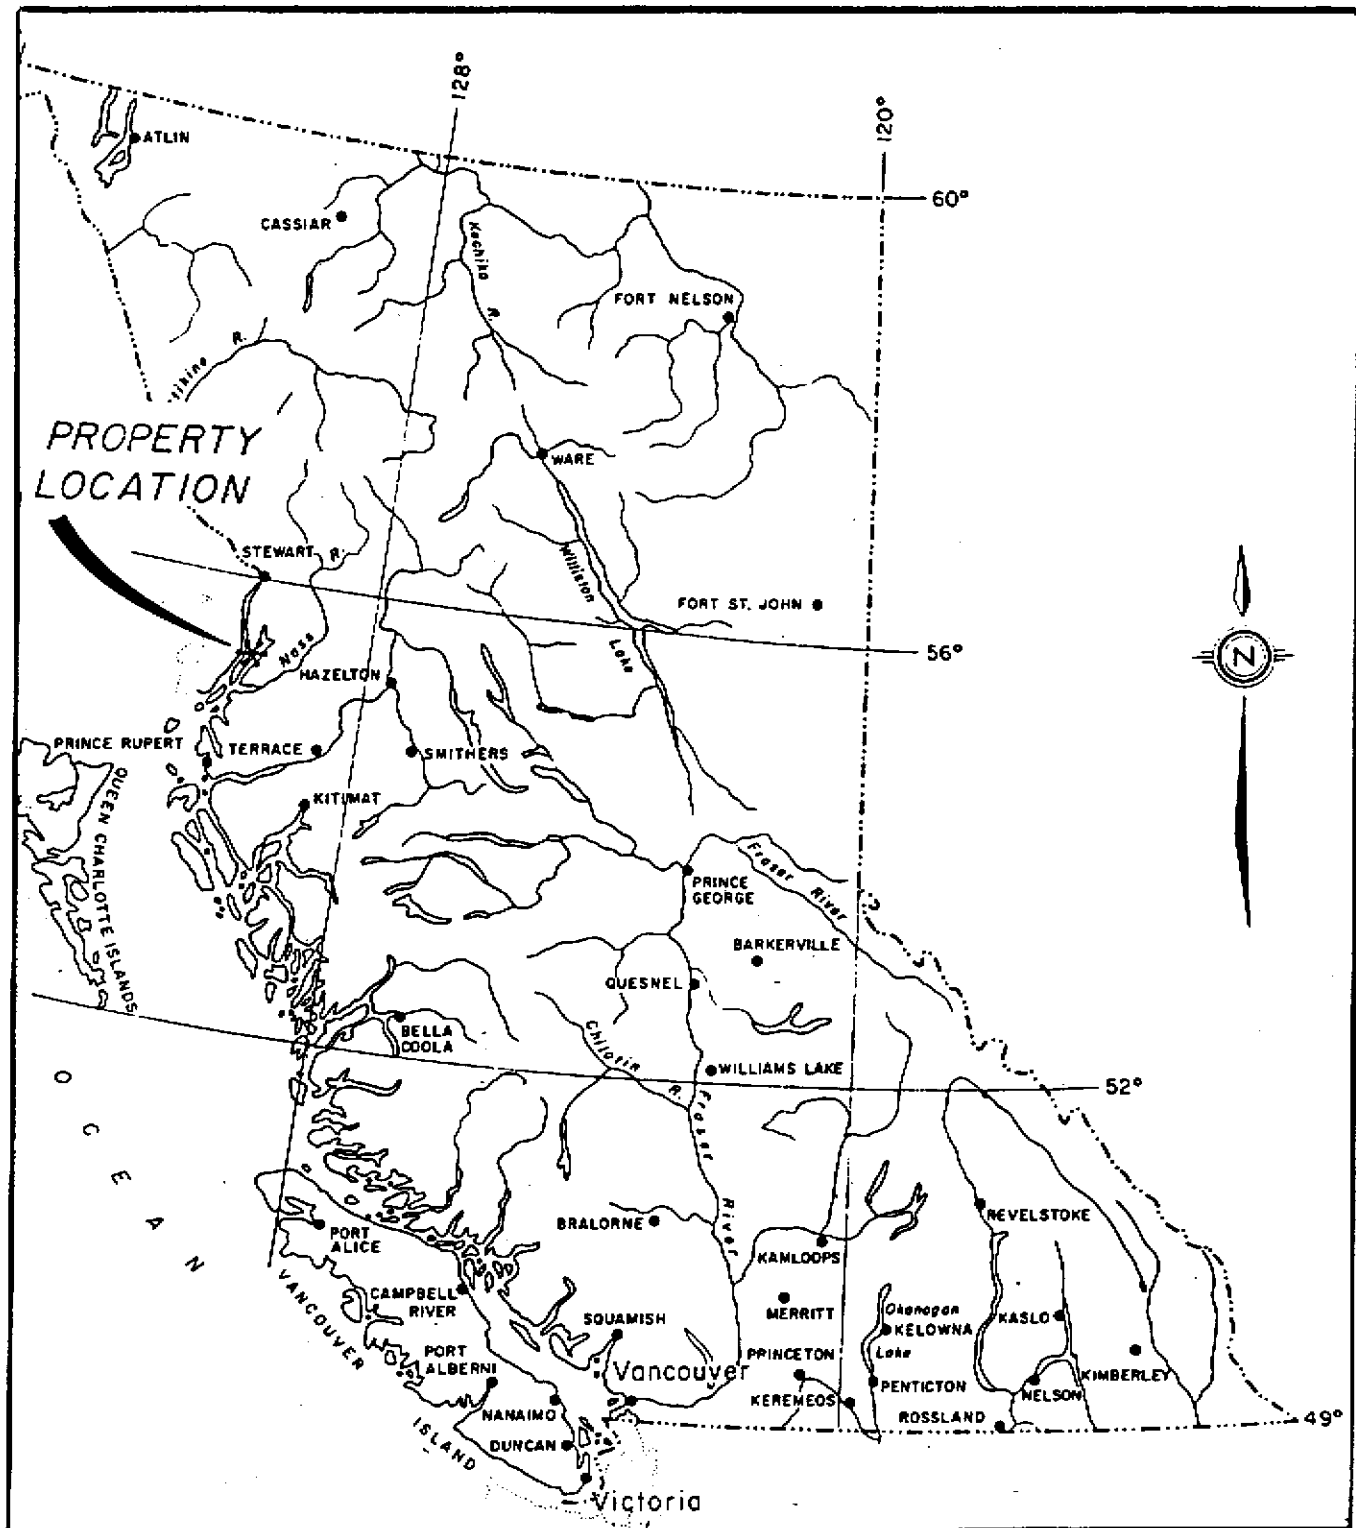 128°
120°
ATLIN
60°
CASSIAR
Kechika
R.
FORT NELSON
R.
PROPERTY
LOCATION
WARE
STEWART
R.
Williston
Lake
FORT ST. JOHN
56°
Nass
HAZELTON
N
PRINCE RUPERT
TERRACE
SMITHERS
KITIMAT
QUEEN CHARLOTTE ISLANDS
PRINCE
GEORGE
Fraser River
BARKERVILLE
QUESNEL
BELLA
COOLA
Chilotin
R.
WILLIAMS LAKE
52°
Fraser
River
OCEAN
PORT
ALICE
BRALORNE
REVELSTOKE
KAMLOOPS
VANCOUVER
ISLAND
CAMPBELL
RIVER
MERRITT
SQUAMISH
Okanagan
Lake
KELOWNA
KASLO
PORT
ALBERNI
Vancouver
PRINCETON
PENTICTON
NELSON
KIMBERLEY
NANAIMO
KEREMEOS
ROSSLAND
49°
DUNCAN
Victoria